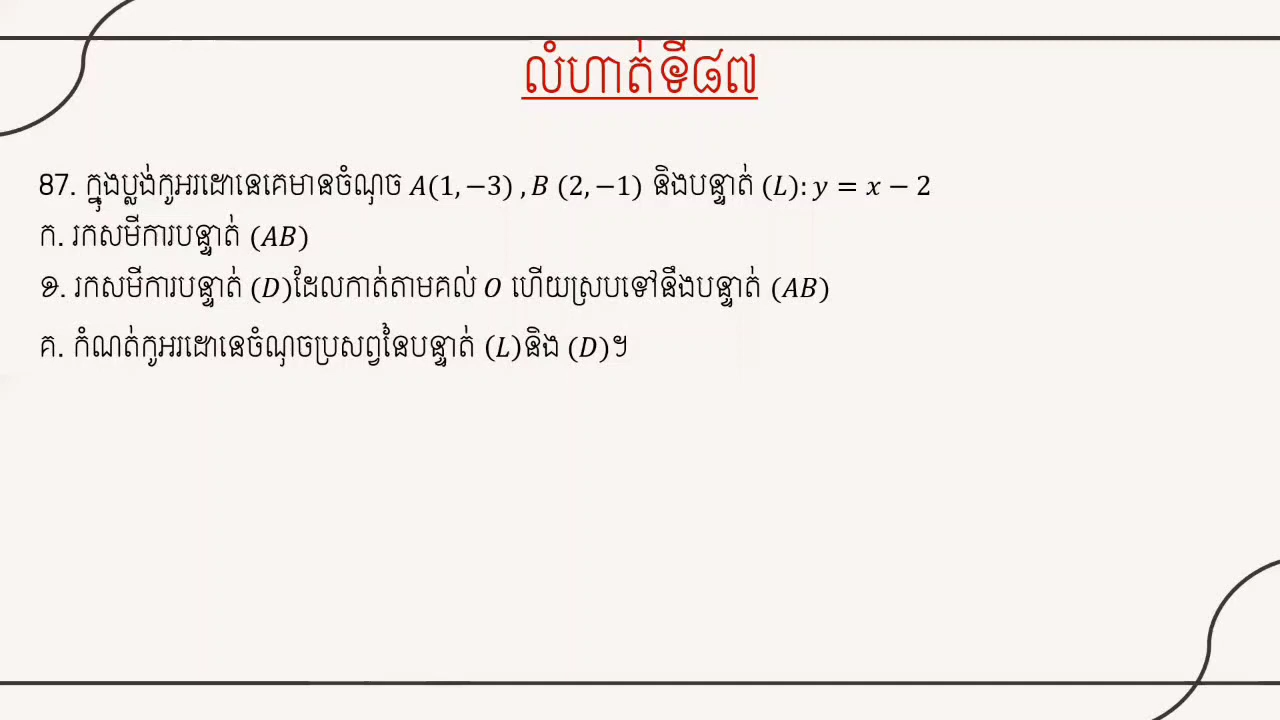 លំហាត់ទី៨៧
87. ក្នុងប្លង់កូអរដោនេគេមានចំណុច A(1,−3) , B (2,−1) និងបន្ទាត់ (L): y = x − 2
ក. រកសមីការបន្ទាត់ (AB)
ខ. រកសមីការបន្ទាត់ (D)ដែលកាត់តាមគល់ O ហើយស្របទៅនឹងបន្ទាត់ (AB)
គ. កំណត់កូអរដោនេចំណុចប្រសព្វនៃបន្ទាត់ (L)និង (D)។